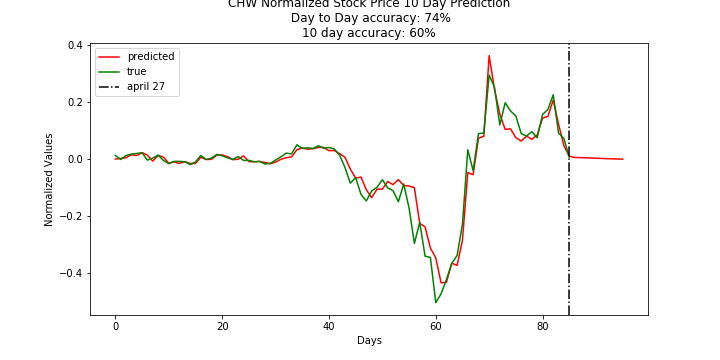 CHW Normalized Stock Price 10 Day Prediction
Day to Day accuracy: 74%
10 day accuracy: 60%
predicted
true
april 27
Normalized Values
0.4
0.2
0.0
−0.2
−0.4
0
20
40
60
80
Days